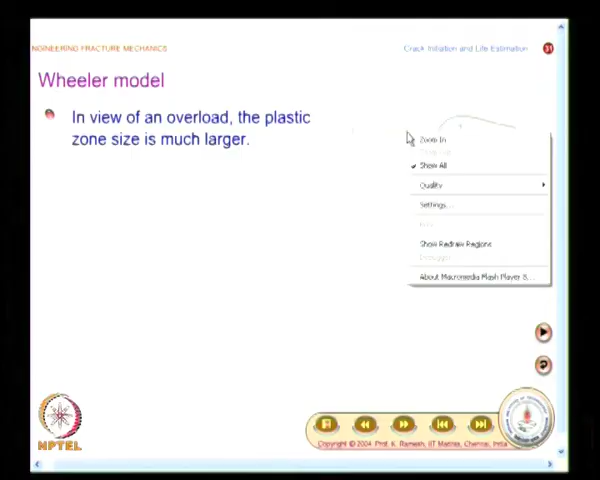 NGINEERING FRACTURE MECHANICS
Crack Initiation and Life Estimation
31
Wheeler model
In view of an overload, the plastic
zone size is much larger.
Zoom In
Show All
Quality
Settings...
Show Redraw Regions
Debugger
About Macromedia Flash Player 8...
NPTEL
Copyright © 2004 Prof. K. Ramesh, IIT Madras, Chennai, India